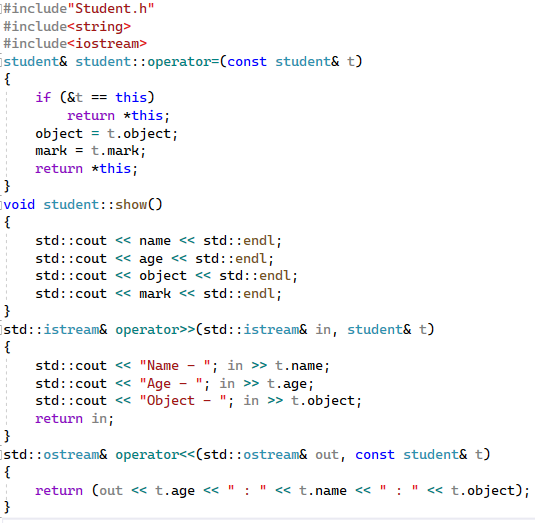 #include"Student.h"
#include<string>
#include<iostream>
student& student::operator=(const student& t)
{
    if (&t == this)
        return *this;
    object = t.object;
    mark = t.mark;
    return *this;
}
void student::show()
{
    std::cout << name << std::endl;
    std::cout << age << std::endl;
    std::cout << object << std::endl;
    std::cout << mark << std::endl;
}
std::istream& operator>>(std::istream& in, student& t)
{
    std::cout << "Name - "; in >> t.name;
    std::cout << "Age - "; in >> t.age;
    std::cout << "Object - "; in >> t.object;
    return in;
}
std::ostream& operator<<(std::ostream& out, const student& t)
{
    return (out << t.age << " : " << t.name << " : " << t.object);
}